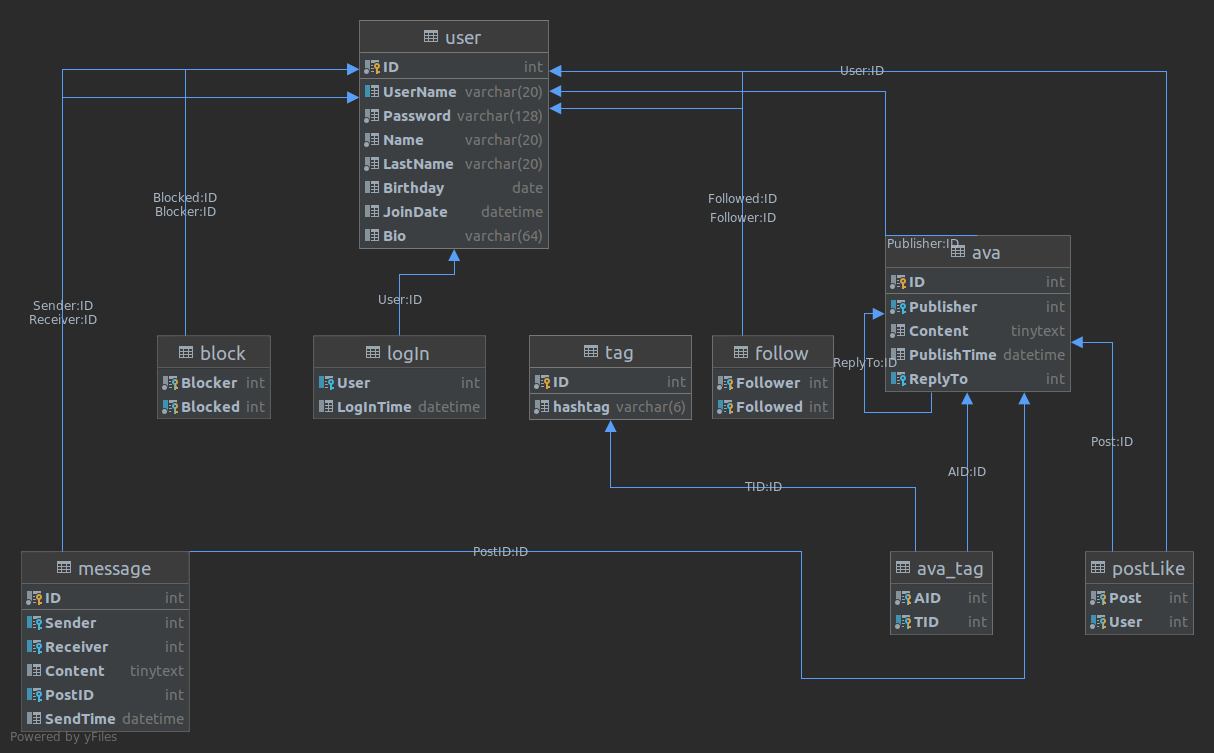 user
ID int
UserName varchar(20)
Password varchar(128)
Name varchar(20)
LastName varchar(20)
Birthday date
JoinDate datetime
Bio varchar(64)
User:ID
Blocked:ID
Blocker:ID
Followed:ID
Follower:ID
Publisher:ID
ava
ID int
Publisher int
Content tinytext
PublishTime datetime
ReplyTo int
ReplyTo:ID
User:ID
Sender:ID
Receiver:ID
block
Blocker int
Blocked int
logIn
User int
LogInTime datetime
tag
ID int
hashtag varchar(6)
follow
Follower int
Followed int
Post:ID
AID:ID
TID:ID
PostID:ID
message
ID int
Sender int
Receiver int
Content tinytext
PostID int
SendTime datetime
ava_tag
AID int
TID int
postLike
Post int
User int
Powered by yFiles